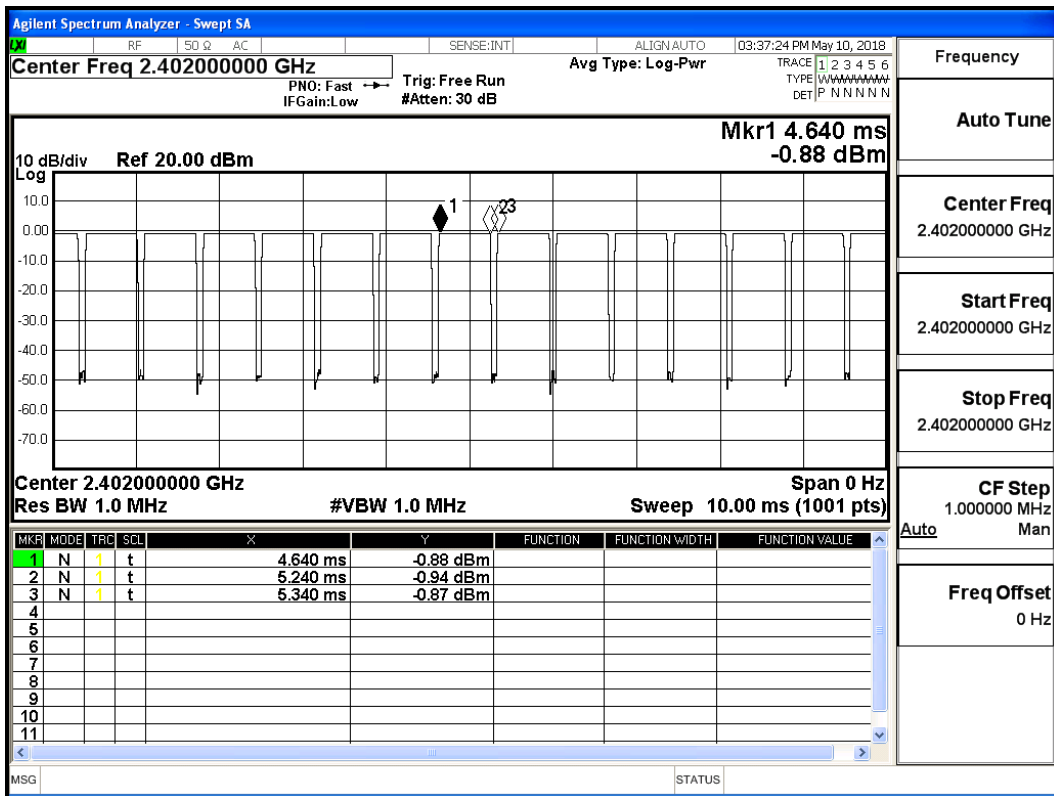 Agilent Spectrum Analyzer - Swept SA
LXI RF 50 Ω AC SENSE:INT ALIGN AUTO 03:37:24 PM May 10, 2018
Center Freq 2.402000000 GHz
PNO: Fast
IFGain:Low
Trig: Free Run
#Atten: 30 dB
Avg Type: Log-Pwr
TRACE 1 2 3 4 5 6
TYPE WWWWWW
DET P N N N N N
Mkr1 4.640 ms
-0.88 dBm
10 dB/div Ref 20.00 dBm
Log
10.0
0.00
-10.0
-20.0
-30.0
-40.0
-50.0
-60.0
-70.0
1
2
3
Center 2.402000000 GHz
Span 0 Hz
Res BW 1.0 MHz
#VBW 1.0 MHz
Sweep 10.00 ms (1001 pts)
MKR MODE TRC SCL X Y FUNCTION FUNCTION WIDTH FUNCTION VALUE
1 N 1 t 4.640 ms -0.88 dBm
2 N 1 t 5.240 ms -0.94 dBm
3 N 1 t 5.340 ms -0.87 dBm
4
5
6
7
8
9
10
11
MSG
STATUS
Frequency
Auto Tune
Center Freq
2.402000000 GHz
Start Freq
2.402000000 GHz
Stop Freq
2.402000000 GHz
CF Step
1.000000 MHz
Auto Man
Freq Offset
0 Hz